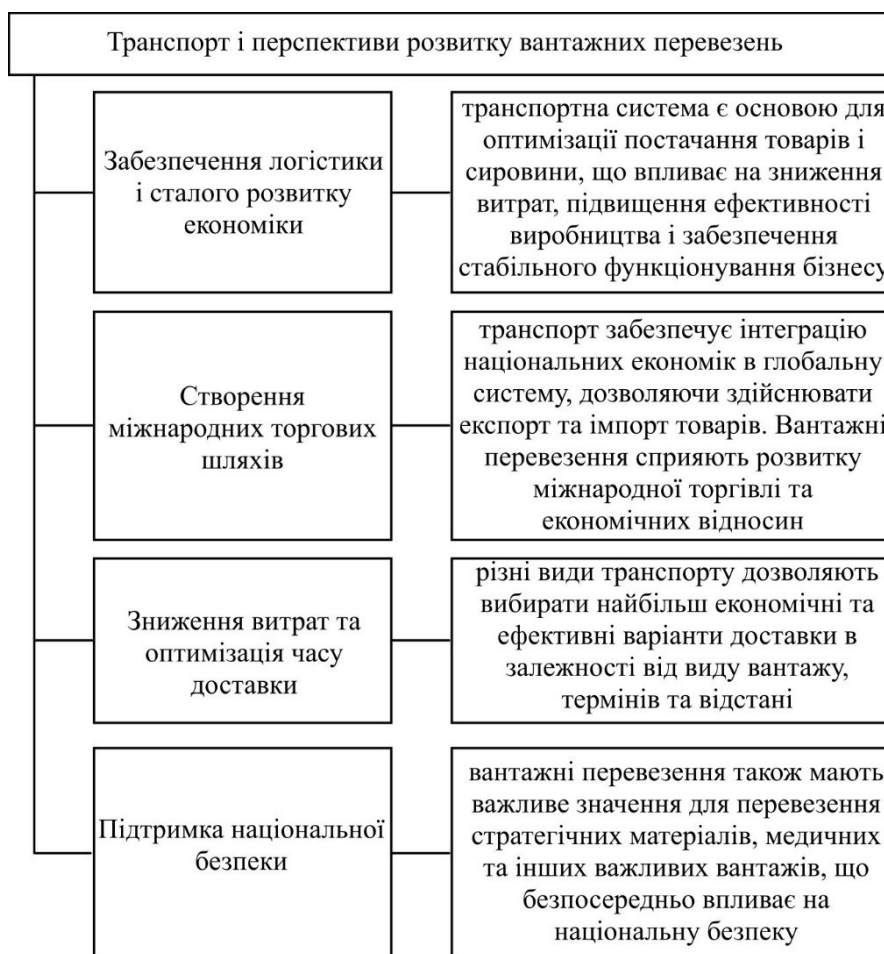 Транспорт і перспективи розвитку вантажних перевезень
Забезпечення логістики
і сталого розвитку
економіки
транспортна система є основою для
оптимізації постачання товарів і
сировини, що впливає на зниження
витрат, підвищення ефективності
виробництва і забезпечення
стабільного функціонування бізнесу
Створення
міжнародних торгових
шляхів
транспорт забезпечує інтеграцію
національних економік в глобальну
систему, дозволяючи здійснювати
експорт та імпорт товарів. Вантажні
перевезення сприяють розвитку
міжнародної торгівлі та
економічних відносин
Зниження витрат та
оптимізація часу
доставки
різні види транспорту дозволяють
вибирати найбільш економічні та
ефективні варіанти доставки в
залежності від виду вантажу,
термінів та відстані
Підтримка національної
безпеки
вантажні перевезення також мають
важливе значення для перевезення
стратегічних матеріалів, медичних
та інших важливих вантажів, що
безпосередньо впливає на
національну безпеку